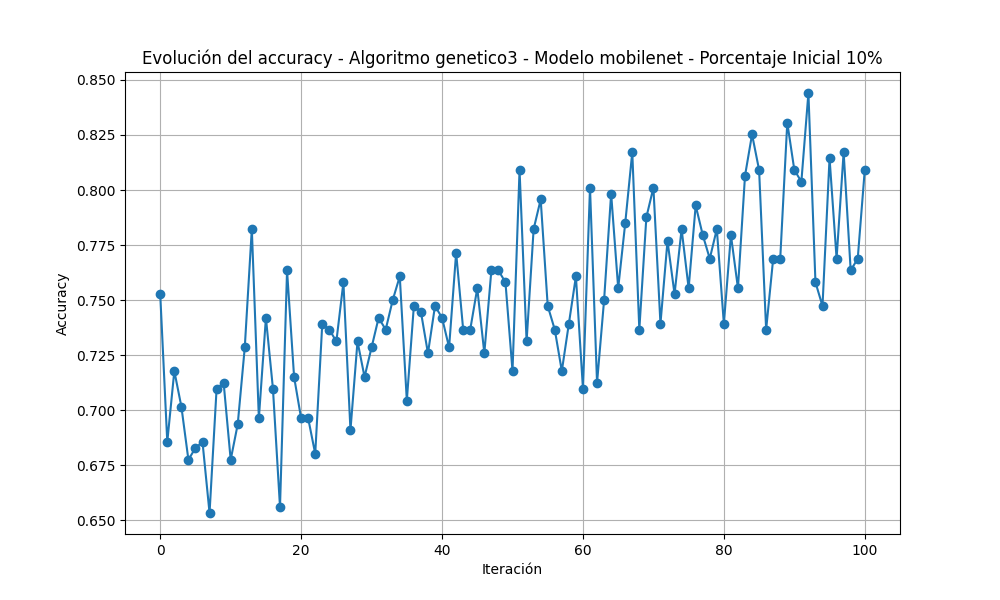 Evolución del accuracy - Algoritmo genetico3 - Modelo mobilenet - Porcentaje Inicial 10%
0.850
0.825
0.800
0.775
0.750
0.725
0.700
0.675
0.650
Accuracy
0 20 40 60 80 100
Iteración